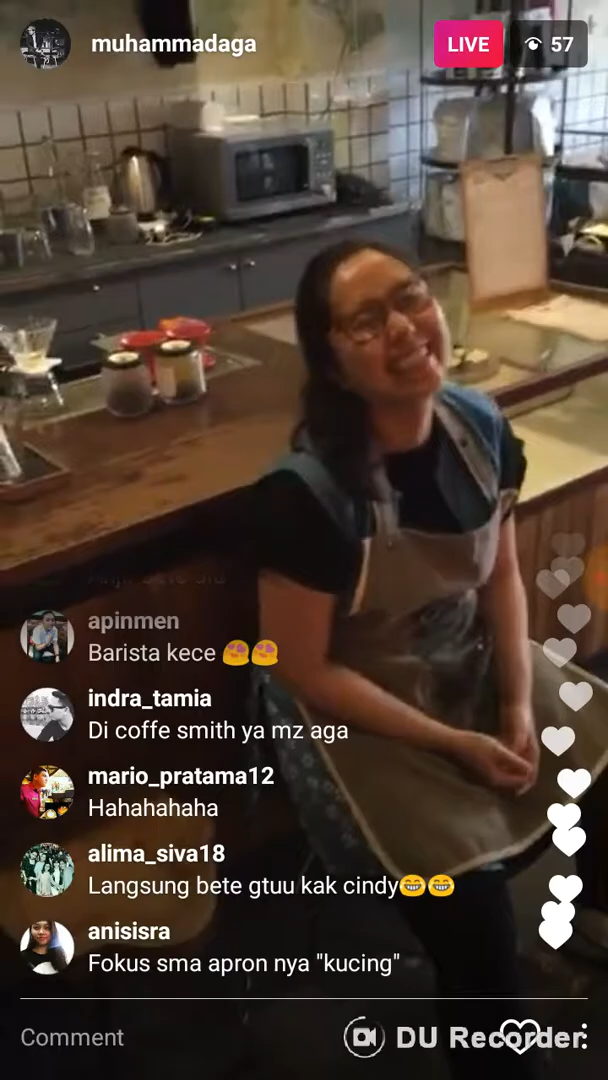 muhammadaga
LIVE
57
apinmen
Barista kece 😍😍
indra_tamia
Di coffe smith ya mz aga
mario_pratama12
Hahahahaha
alima_siva18
Langsung bete gtuu kak cindy😂😂
anisisra
Fokus sma apron nya "kucing"
Comment
DU Recorder